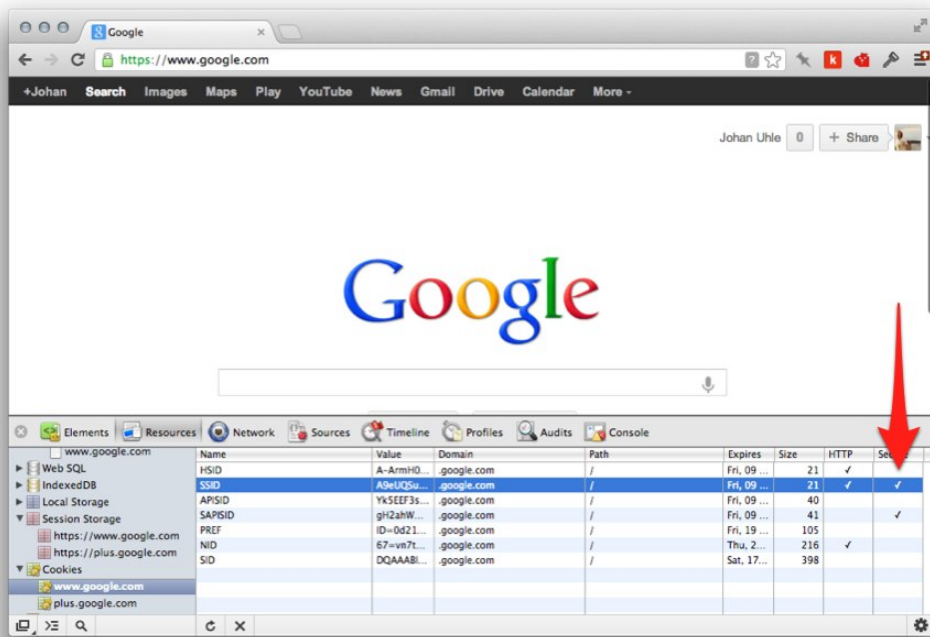 Google
https://www.google.com
+Johan Search Images Maps Play YouTube News Gmail Drive Calendar More -
Johan Uhle 0 + Share
Google
Elements Resources Network Sources Timeline Profiles Audits Console
www.google.com
Web SQL
IndexedDB
Local Storage
Session Storage
https://www.google.com
https://plus.google.com
Cookies
www.google.com
plus.google.com
Name Value Domain Path Expires Size HTTP
HSID A-ArmH0... .google.com / Fri, 09 ... 21 ✓
SSID A9eUQSu... .google.com / Fri, 09 ... 21 ✓ ✓
APISID Yk5EEF3s... .google.com / Fri, 09 ... 40
SAPISID gH2ahW... .google.com / Fri, 09 ... 41 ✓
PREF ID=0d21... .google.com / Fri, 19 ... 105
NID 67=vn7t... .google.com / Thu, 2... 216 ✓
SID DQAAABI... .google.com / Sat, 17... 398